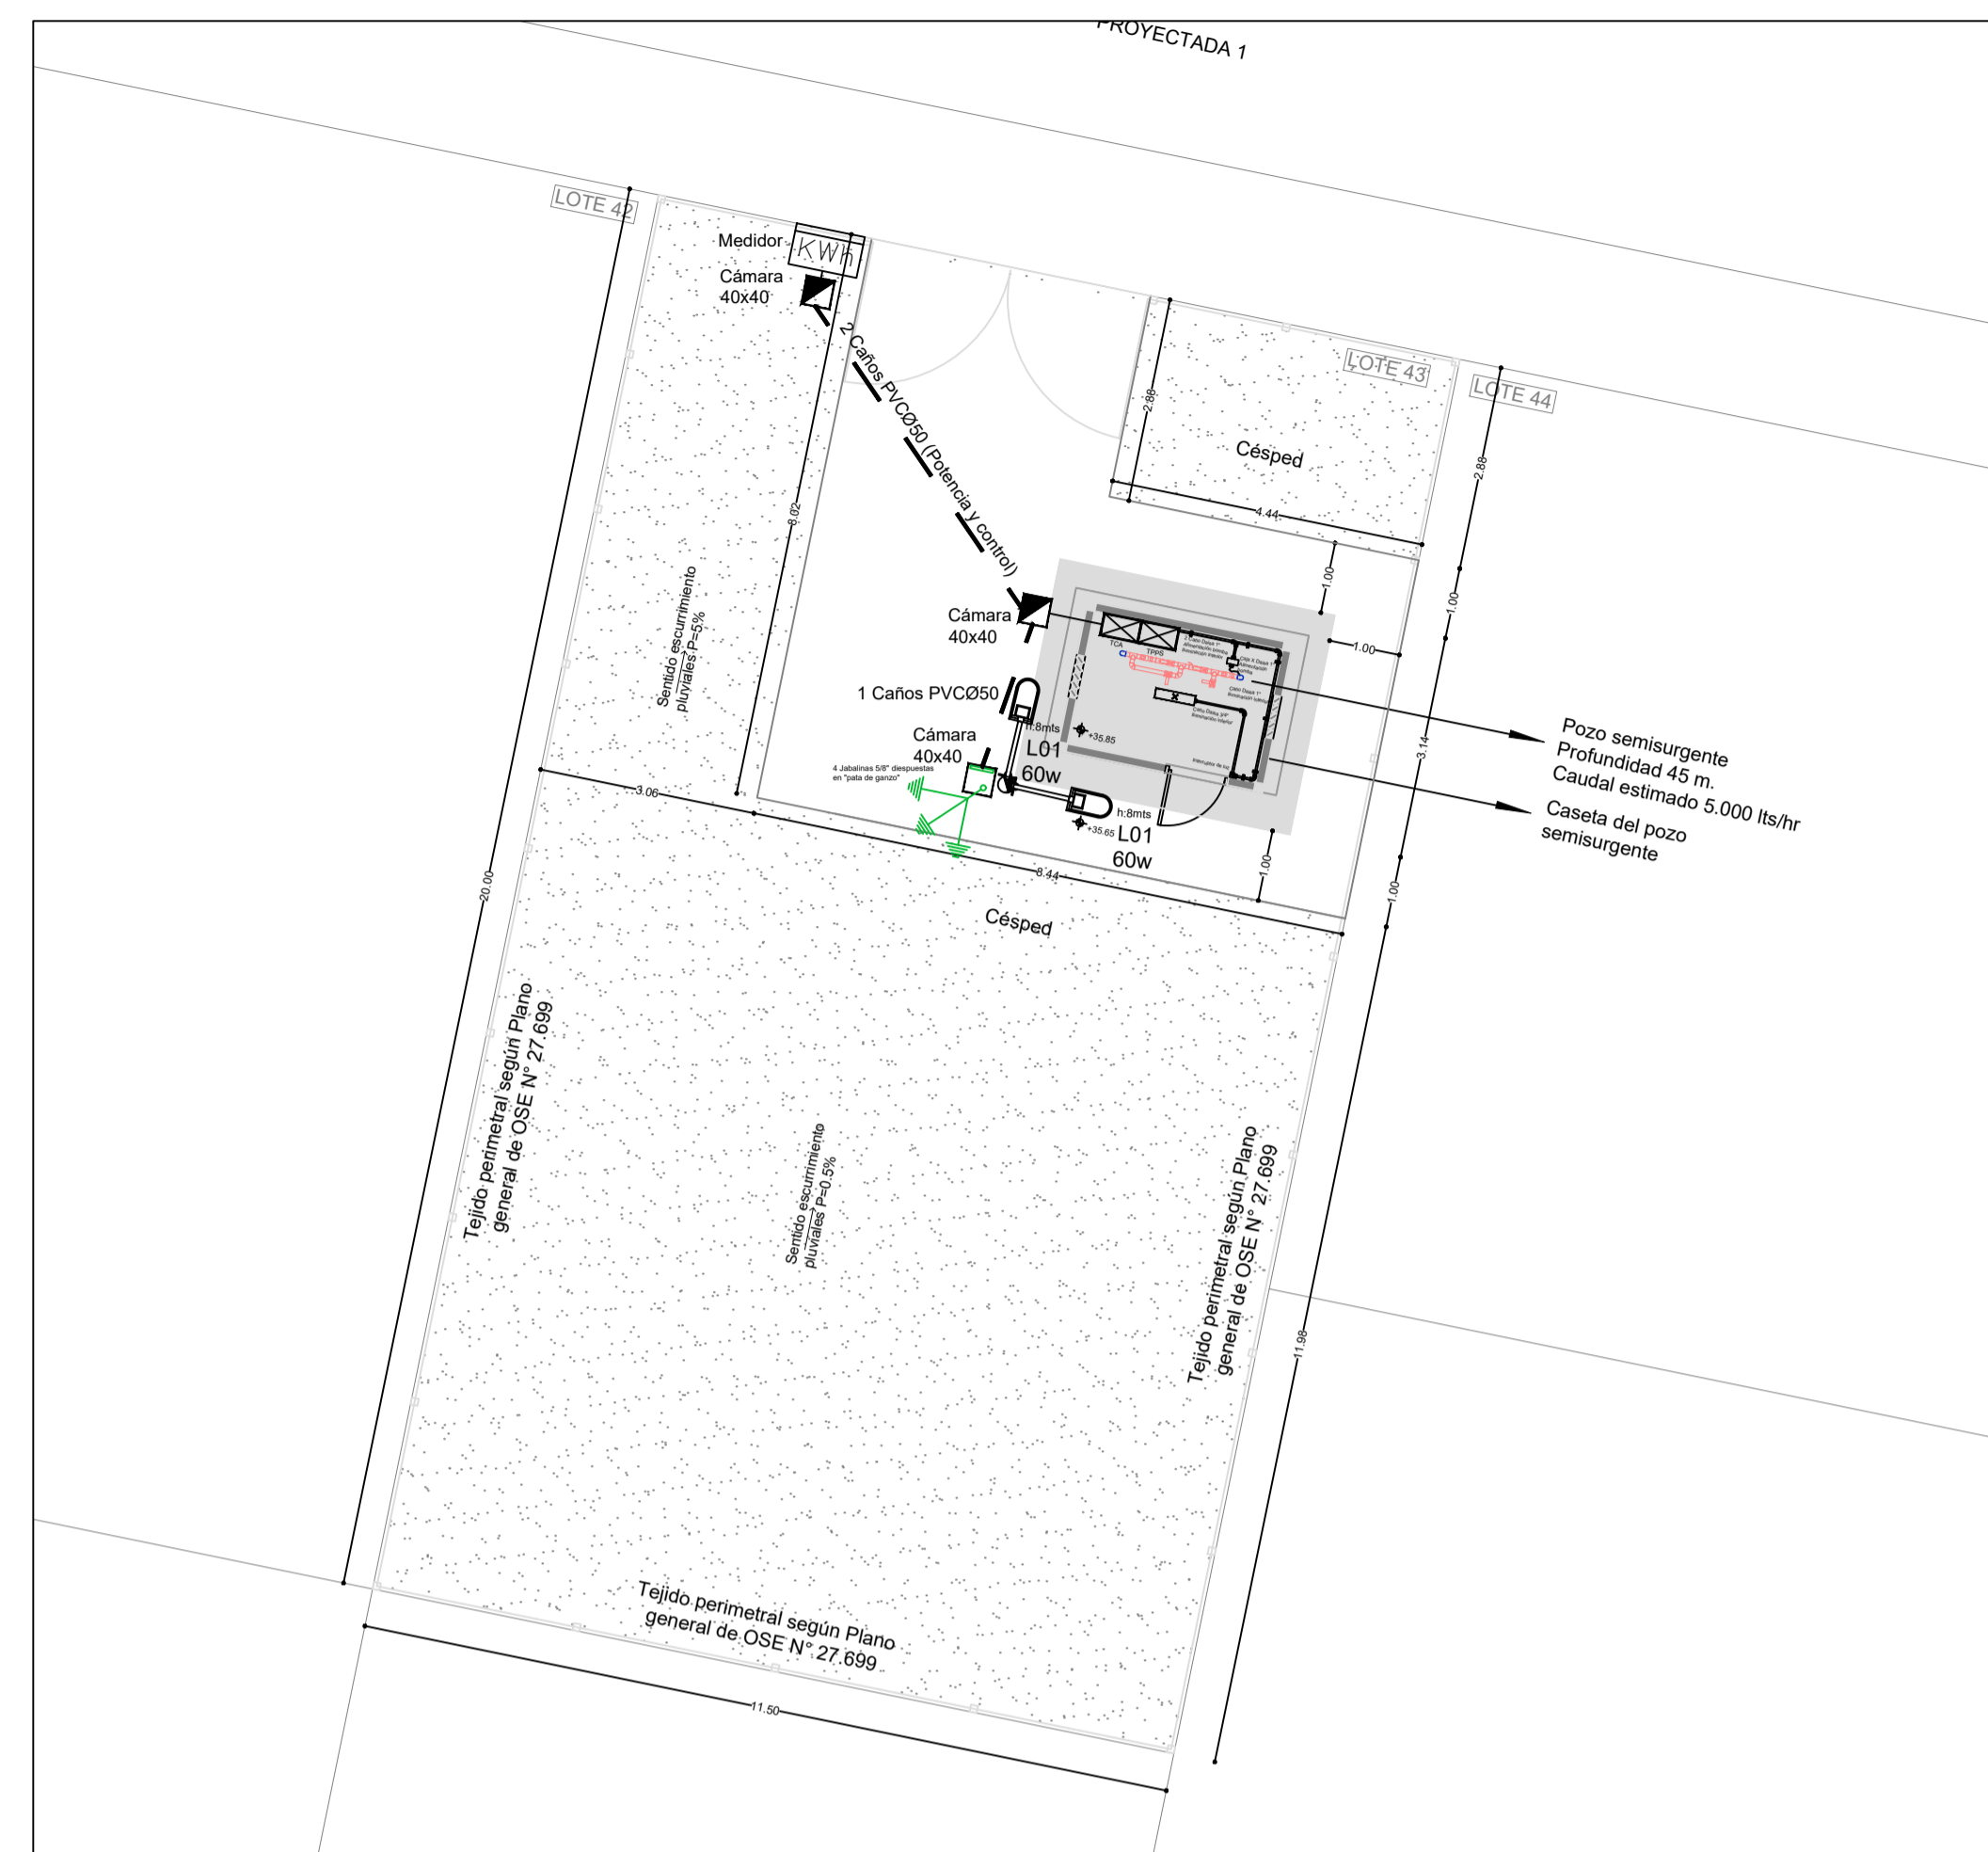 PROYECTADA 1
LOTE 42
Medidor
KWh
Cámara
40x40
2 Caños PVCØ50 (Potencia y control)
LOTE 43
LOTE 44
2.88
2.88
Césped
4.44
8.02
1.00
1.00
1.00
Sentido escurrimiento
pluviales P=5%
Cámara
40x40
TCA
TPPS
1 Caños PVCØ50
h:8mts
L01
60w
+35.85
Cámara
40x40
4 Jabalinas 5/8" diespuestas
en "pata de ganzo"
h:8mts
+35.65
L01
60w
Interruptor de luz
Pozo semisurgente
Profundidad 45 m.
Caudal estimado 5.000 lts/hr
Caseta del pozo
semisurgente
3.14
3.06
8.44
1.00
1.00
20.00
Césped
Tejido perimetral según Plano
general de OSE N° 27.699
Sentido escurrimiento
pluviales P=0.5%
Tejido perimetral según Plano
general de OSE N° 27.699
11.98
Tejido perimetral según Plano
general de OSE N° 27.699
11.50